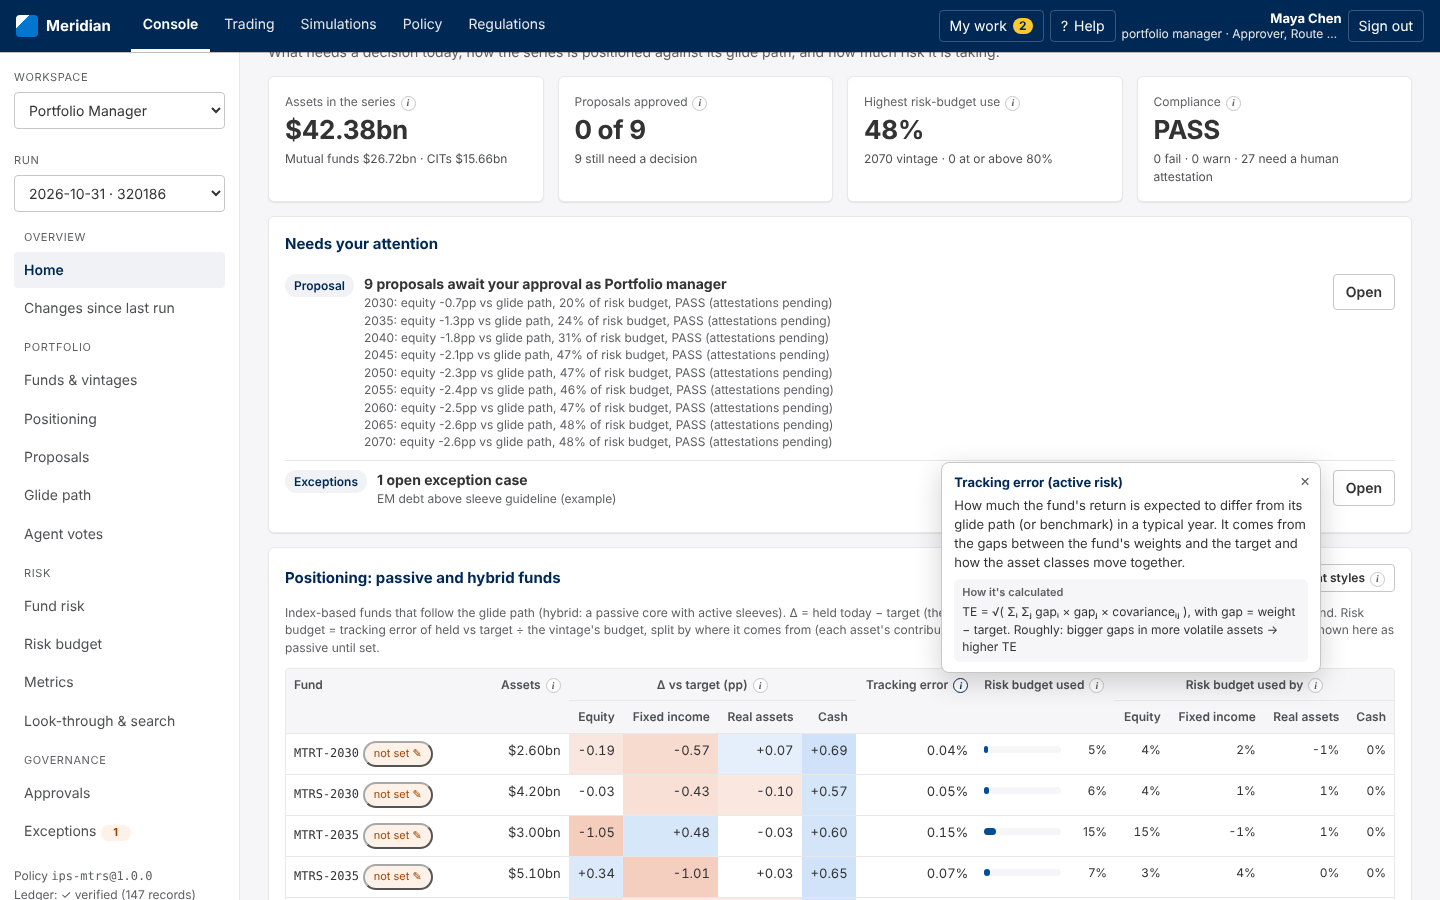 Meridian
Console
Trading
Simulations
Policy
Regulations
My work 2
? Help
Maya Chen
portfolio manager · Approver, Route ...
Sign out
WORKSPACE
Portfolio Manager
RUN
2026-10-31 · 320186
OVERVIEW
Home
Changes since last run
PORTFOLIO
Funds & vintages
Positioning
Proposals
Glide path
Agent votes
RISK
Fund risk
Risk budget
Metrics
Look-through & search
GOVERNANCE
Approvals
Exceptions 1
Policy ips-mtrs@1.0.0
Ledger: ✓ verified (147 records)
What needs a decision today, how the series is positioned against its glide path, and how much risk it is taking.
Assets in the series i
$42.38bn
Mutual funds $26.72bn · CITs $15.66bn
Proposals approved i
0 of 9
9 still need a decision
Highest risk-budget use i
48%
2070 vintage · 0 at or above 80%
Compliance i
PASS
0 fail · 0 warn · 27 need a human
attestation
Needs your attention
Proposal
9 proposals await your approval as Portfolio manager
2030: equity -0.7pp vs glide path, 20% of risk budget, PASS (attestations pending)
2035: equity -1.3pp vs glide path, 24% of risk budget, PASS (attestations pending)
2040: equity -1.8pp vs glide path, 31% of risk budget, PASS (attestations pending)
2045: equity -2.1pp vs glide path, 47% of risk budget, PASS (attestations pending)
2050: equity -2.3pp vs glide path, 47% of risk budget, PASS (attestations pending)
2055: equity -2.4pp vs glide path, 46% of risk budget, PASS (attestations pending)
2060: equity -2.5pp vs glide path, 47% of risk budget, PASS (attestations pending)
2065: equity -2.6pp vs glide path, 48% of risk budget, PASS (attestations pending)
2070: equity -2.6pp vs glide path, 48% of risk budget, PASS (attestations pending)
Open
Exceptions
1 open exception case
EM debt above sleeve guideline (example)
Open
Tracking error (active risk) ×
How much the fund's return is expected to differ from its
glide path (or benchmark) in a typical year. It comes from
the gaps between the fund's weights and the target and
how the asset classes move together.
How it's calculated
TE = √( Σᵢ Σⱼ gapᵢ × gapⱼ × covarianceᵢⱼ ), with gap = weight
− target. Roughly: bigger gaps in more volatile assets →
higher TE
Positioning: passive and hybrid funds
styles i
Index-based funds that follow the glide path (hybrid: a passive core with active sleeves). Δ = held today − target nd. Risk
budget = tracking error of held vs target ÷ the vintage's budget, split by where it comes from (each asset's shown here as
passive until set.
Fund
Assets i
Δ vs target (pp) i
Tracking error i
Risk budget used i
Risk budget used by i
Equity Fixed income Real assets Cash
Equity Fixed income Real assets Cash
MTRT-2030 not set ✎ $2.60bn -0.19 -0.57 +0.07 +0.69 0.04% 5% 4% 2% -1% 0%
MTRS-2030 not set ✎ $4.20bn -0.03 -0.43 -0.10 +0.57 0.05% 6% 4% 1% 1% 0%
MTRT-2035 not set ✎ $3.00bn -1.05 +0.48 -0.03 +0.60 0.15% 15% 15% -1% 1% 0%
MTRS-2035 not set ✎ $5.10bn +0.34 -1.01 +0.03 +0.65 0.07% 7% 3% 4% 0% 0%